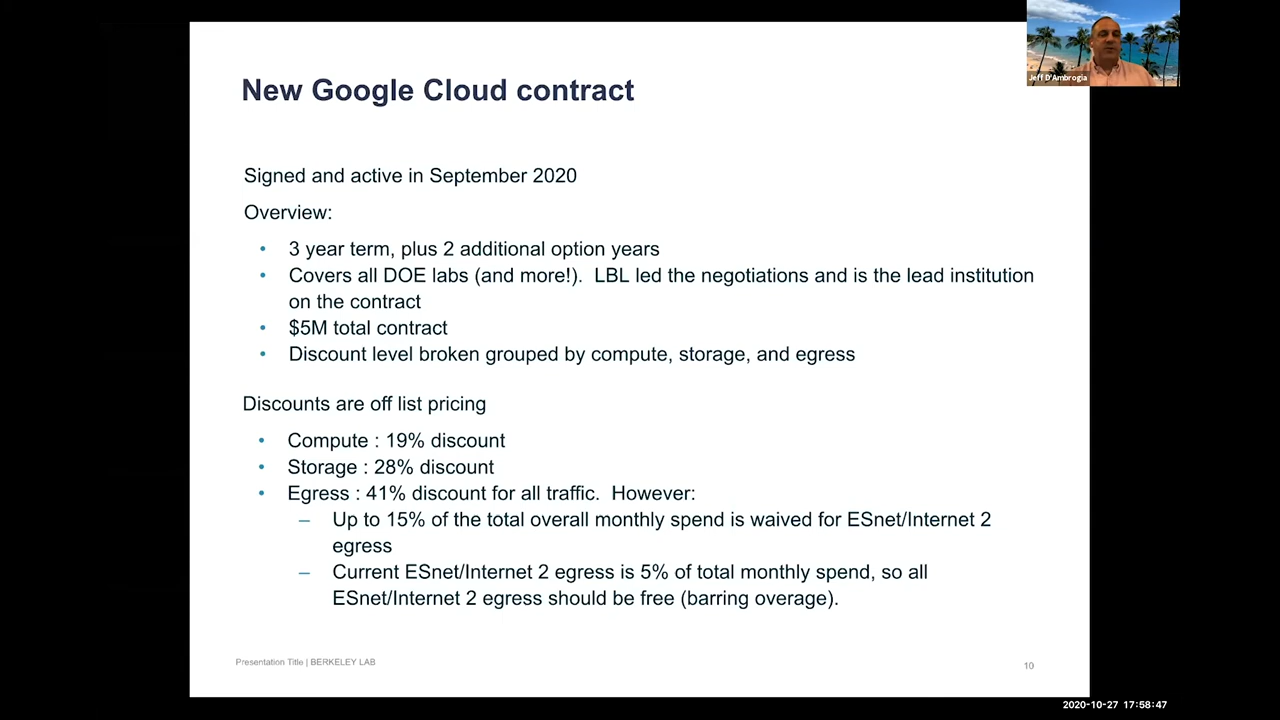 Jeff D'Ambrogia
New Google Cloud contract
Signed and active in September 2020
Overview:
• 3 year term, plus 2 additional option years
• Covers all DOE labs (and more!).  LBL led the negotiations and is the lead institution
on the contract
• $5M total contract
• Discount level broken grouped by compute, storage, and egress
Discounts are off list pricing
• Compute : 19% discount
• Storage : 28% discount
• Egress : 41% discount for all traffic.  However:
– Up to 15% of the total overall monthly spend is waived for ESnet/Internet 2
egress
– Current ESnet/Internet 2 egress is 5% of total monthly spend, so all
ESnet/Internet 2 egress should be free (barring overage).
Presentation Title | BERKELEY LAB
10
2020-10-27 17:58:47